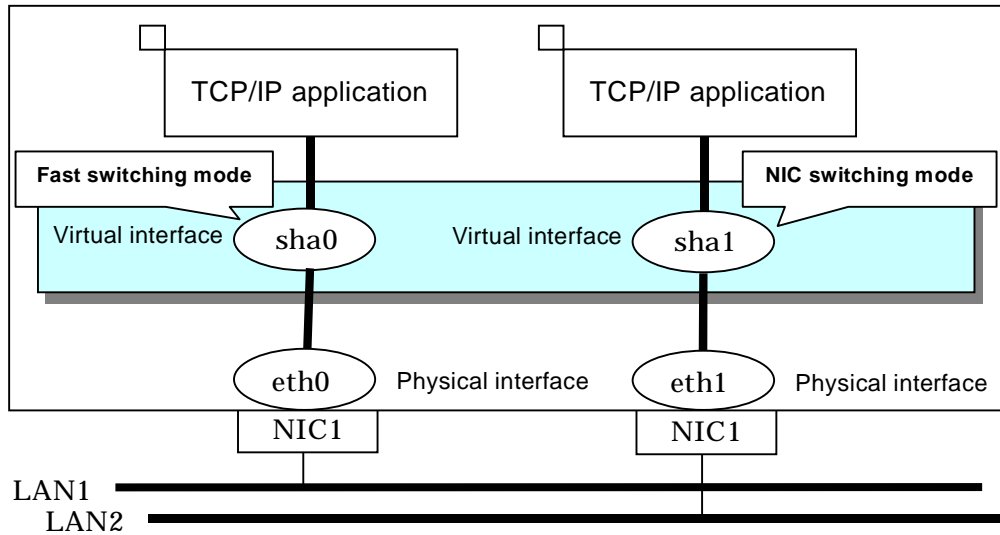 TCP/IP application
TCP/IP application
Fast switching mode
NIC switching mode
Virtual interface
sha0
Virtual interface
sha1
eth0
Physical interface
eth1
Physical interface
NIC1
NIC1
LAN1
LAN2